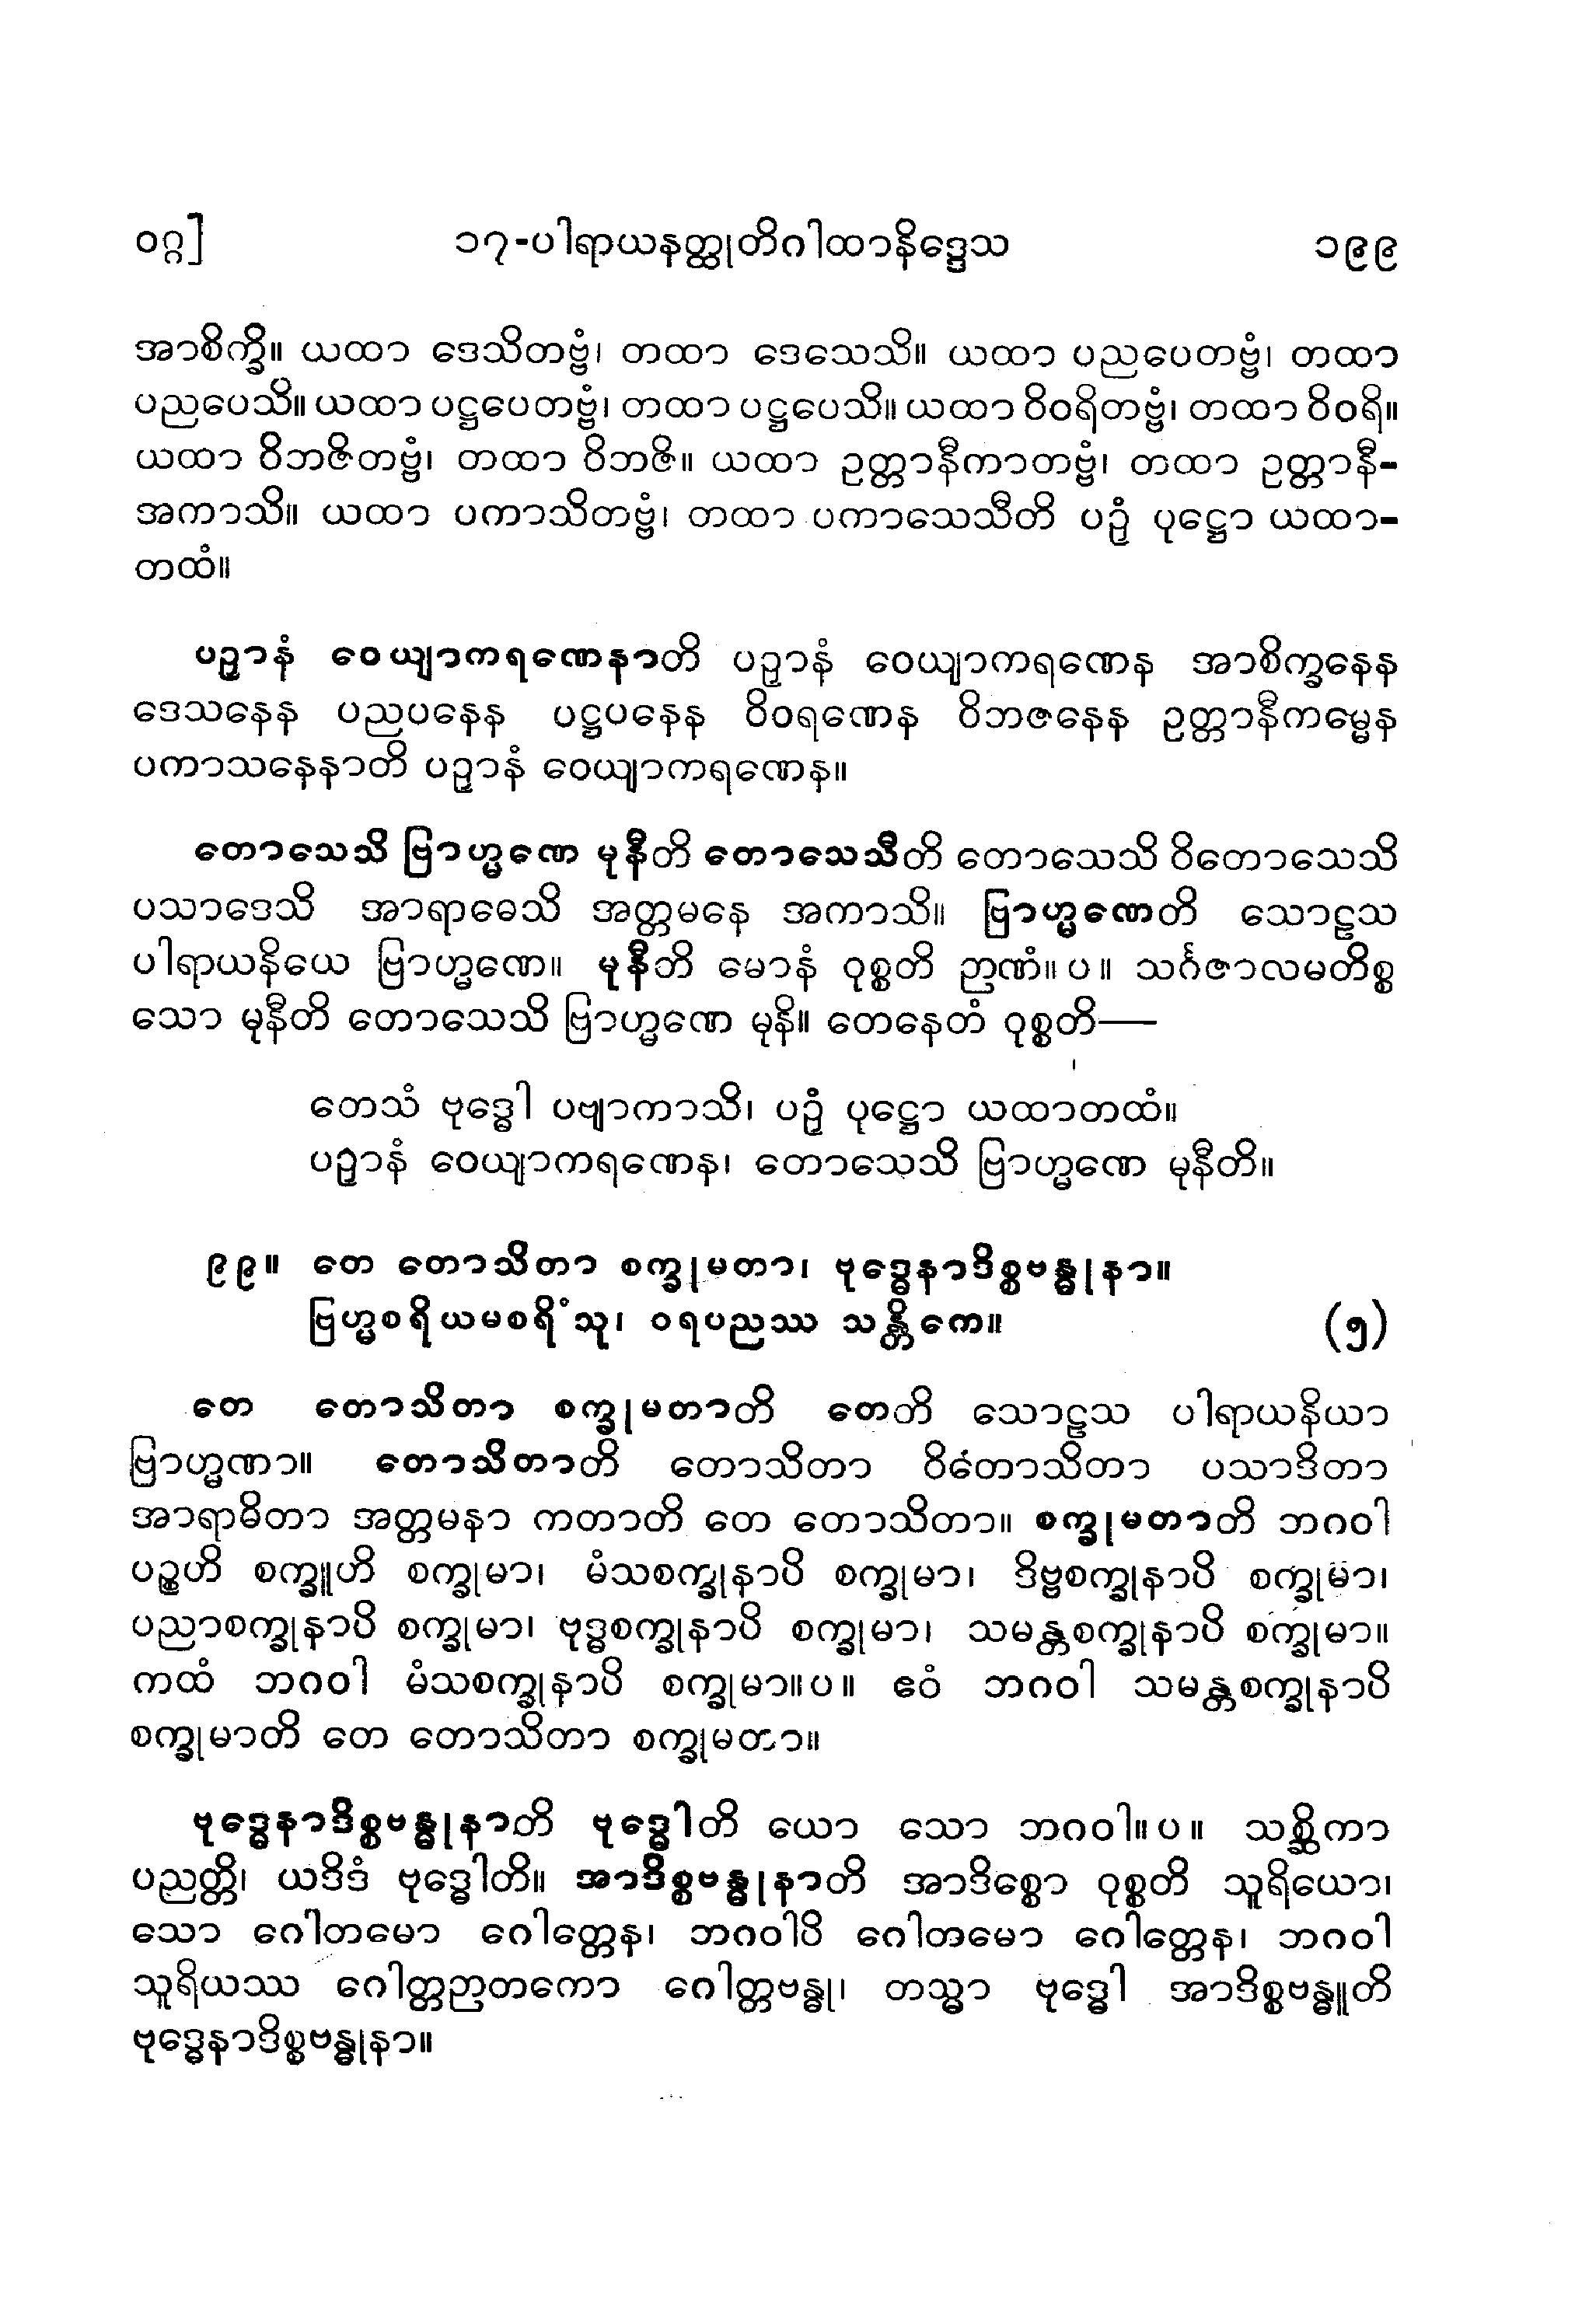 ဝဂ္ဂ]	၁၇-ပါရာယနတ္ထုတိဂါထာနိဒ္ဒေသ	၁၉၉
အာစိက္ခိ။ ယထာ ဒေသိတဗ္ဗံ၊ တထာ ဒေသေသိ။ ယထာ ပညပေတဗ္ဗံ၊ တထာ
ပညပေသိ။ ယထာ ပဋ္ဌပေတဗ္ဗံ၊ တထာ ပဋ္ဌပေသိ။ ယထာ ဝိဝရိတဗ္ဗံ၊ တထာ ဝိဝရိ။
ယထာ ဝိဘဇိတဗ္ဗံ၊ တထာ ဝိဘဇိ။ ယထာ ဥတ္တာနီကာတဗ္ဗံ၊ တထာ ဥတ္တာနီ-
အကာသိ။ ယထာ ပကာသိတဗ္ဗံ၊ တထာ ပကာသေသီတိ ပဉှံ ပုဋ္ဌော ယထာ-
တထံ။
ပဉှာနံ ဝေယျာကရဏေနာတိ ပဉှာနံ ဝေယျာကရဏေန အာစိက္ခနေန
ဒေသနေန ပညပနေန ပဋ္ဌပနေန ဝိဝရဏေန ဝိဘဇနေန ဥတ္တာနီကမ္မေန
ပကာသနေနာတိ ပဉှာနံ ဝေယျာကရဏေန။
တောသေသိ ဗြာဟ္မဏေ မုနီတိ တောသေသီတိ တောသေသိ ဝိတောသေသိ
ပသာဒေသိ အာရာဓေသိ အတ္တမနေ အကာသိ။ ဗြာဟ္မဏေတိ သောဠသ
ပါရာယနိယေ ဗြာဟ္မဏေ။ မုနီတိ မောနံ ဝုစ္စတိ ဉာဏံ။ ပ။ သင်္ဂဇာလမတိစ္စ
သော မုနီတိ တောသေသိ ဗြာဟ္မဏေ မုနိ။ တေနေတံ ဝုစ္စတိ—
တေသံ ဗုဒ္ဓေါ ပဗျာကာသိ၊ ပဉှံ ပုဋ္ဌော ယထာတထံ။
ပဉှာနံ ဝေယျာကရဏေန၊ တောသေသိ ဗြာဟ္မဏေ မုနီတိ။
၉၉။ တေ တောသိတာ စက္ခုမတာ၊ ဗုဒ္ဓေနာဒိစ္စဗန္ဓုနာ။
ဗြဟ္မစရိယမစရိံသု၊ ဝရပညဿ သန္တိကေ။	(၅)
တေ တောသိတာ စက္ခုမတာတိ တေတိ သောဠသ ပါရာယနိယာ
ဗြာဟ္မဏာ။ တောသိတာတိ တောသိတာ ဝိတောသိတာ ပသာဒိတာ
အာရာဓိတာ အတ္တမနာ ကတာတိ တေ တောသိတာ။ စက္ခုမတာတိ ဘဂဝါ
ပဉ္စဟိ စက္ခူဟိ စက္ခုမာ၊ မံသစက္ခုနာပိ စက္ခုမာ၊ ဒိဗ္ဗစက္ခုနာပိ စက္ခုမာ၊
ပညာစက္ခုနာပိ စက္ခုမာ၊ ဗုဒ္ဓစက္ခုနာပိ စက္ခုမာ၊ သမန္တစက္ခုနာပိ စက္ခုမာ။
ကထံ ဘဂဝါ မံသစက္ခုနာပိ စက္ခုမာ။ပ။ ဧဝံ ဘဂဝါ သမန္တစက္ခုနာပိ
စက္ခုမာတိ တေ တောသိတာ စက္ခုမတာ။
ဗုဒ္ဓေနာဒိစ္စဗန္ဓုနာတိ ဗုဒ္ဓေါတိ ယော သော ဘဂဝါ။ပ။ သစ္ဆိကာ
ပညတ္တိ၊ ယဒိဒံ ဗုဒ္ဓေါတိ။ အာဒိစ္စဗန္ဓုနာတိ အာဒိစ္စော ဝုစ္စတိ သူရိယော၊
သော ဂေါတမော ဂေါတ္တေန၊ ဘဂဝါပိ ဂေါတမော ဂေါတ္တေန၊ ဘဂဝါ
သူရိယဿ ဂေါတ္တဉာတကော ဂေါတ္တဗန္ဓု၊ တသ္မာ ဗုဒ္ဓေါ အာဒိစ္စဗန္ဓူတိ
ဗုဒ္ဓေနာဒိစ္စဗန္ဓုနာ။